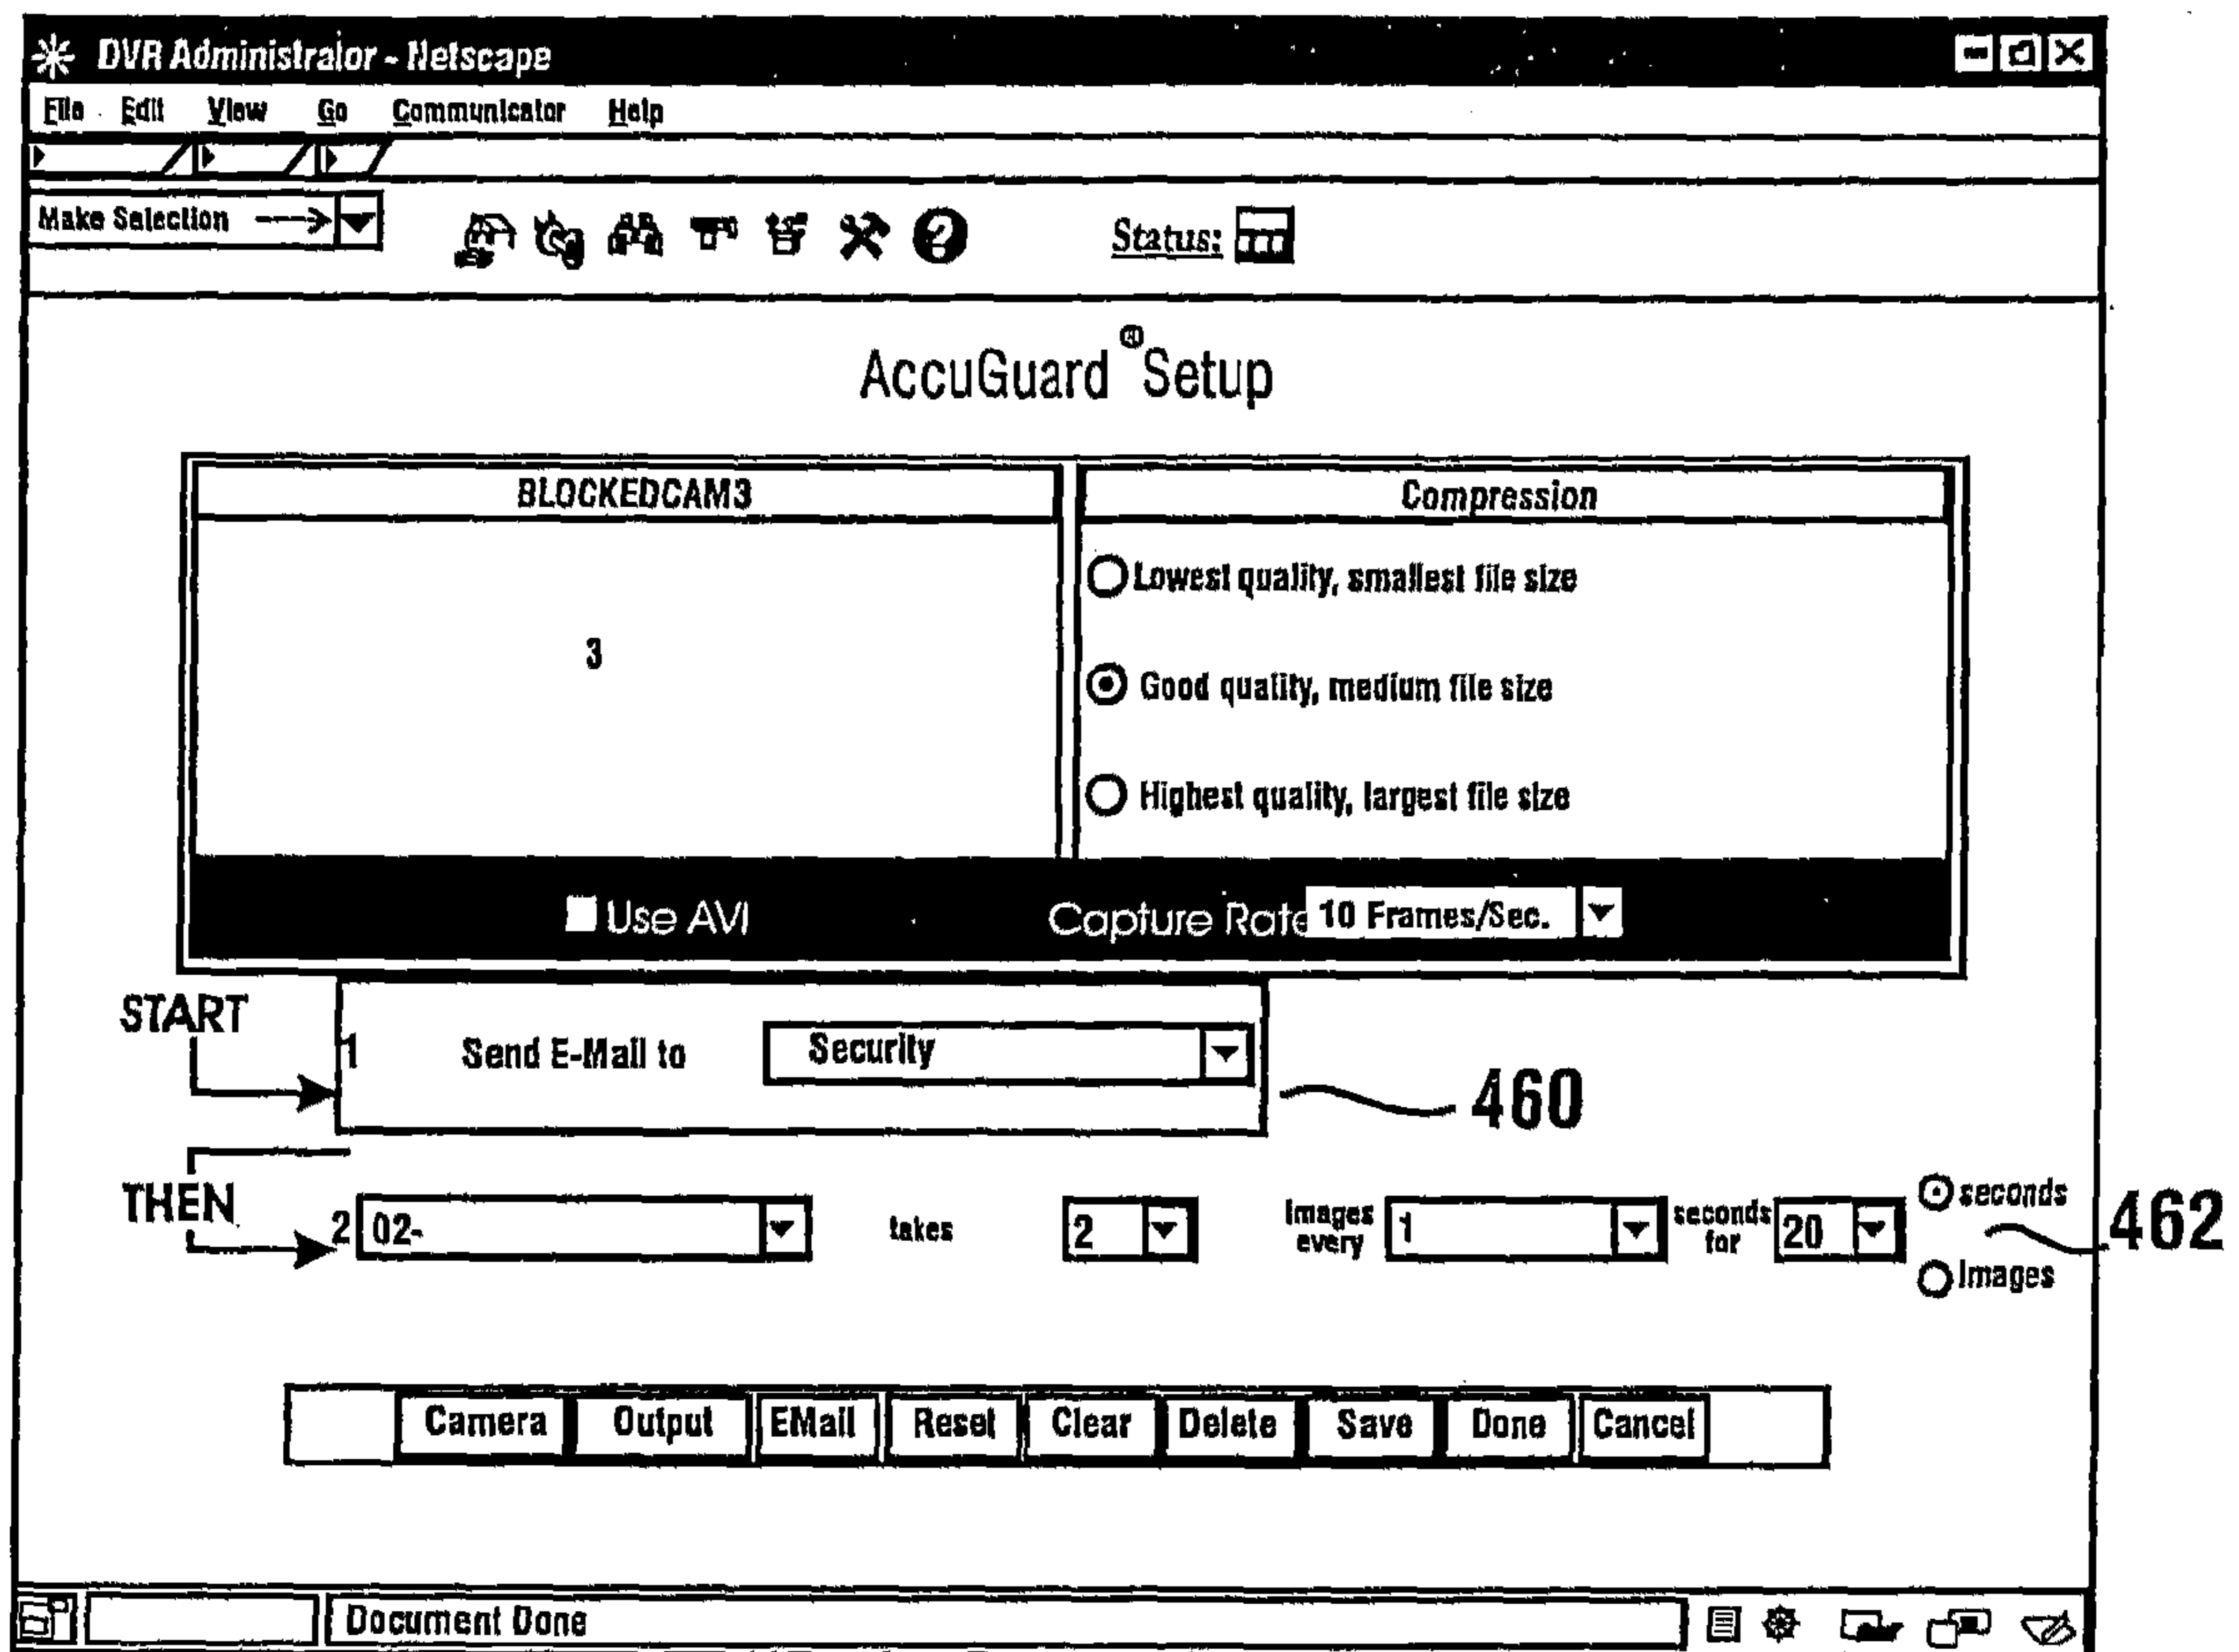 DVR Administrator - Netscape
File Edit View Go Communicator Help
Make Selection
Status:
AccuGuard® Setup
BLOCKEDCAM3
Compression
3
Lowest quality, smallest file size
Good quality, medium file size
Highest quality, largest file size
Use AVI Capture Rate 10 Frames/Sec.
START
1 Send E-Mail to Security
460
THEN
2 02- takes 2 Images every 1 seconds for 20 seconds
Images
462
Camera Output EMail Reset Clear Delete Save Done Cancel
Document Done